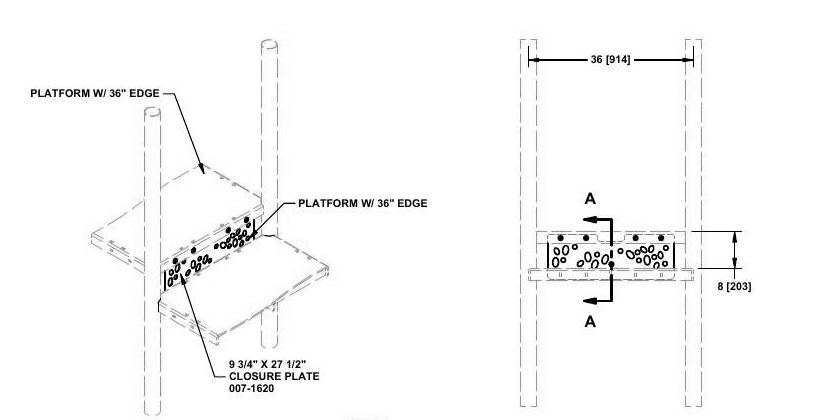 PLATFORM W/ 36" EDGE
PLATFORM W/ 36" EDGE
9 3/4" X 27 1/2"
CLOSURE PLATE
007-1620
36 [914]
A
8 [203]
A